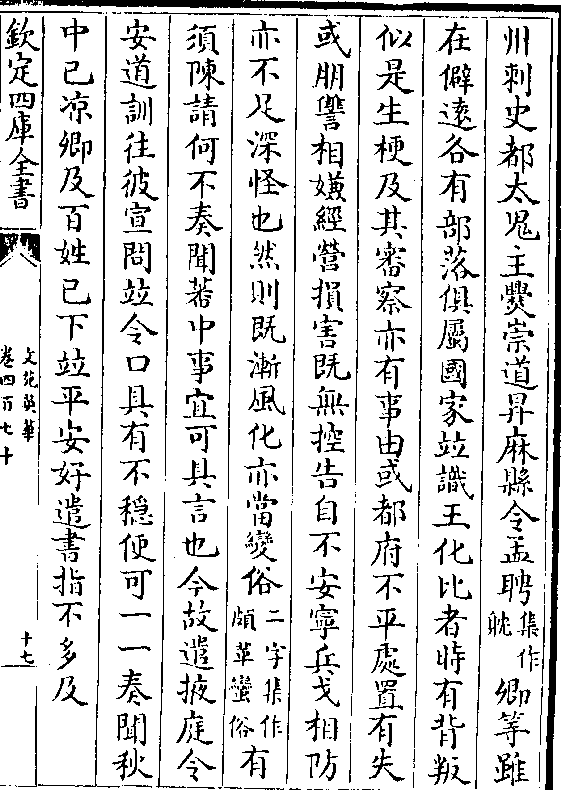 州刺史都太鬼主㸑崇道昇麻縣令孟聘集作躭卿等雖
在僻逺各有部落俱屬國家竝識王化比者時有背叛
似是生梗及其審察亦有事由或都府不平處置有失
或朋讐相嫌經營損害既無控告自不安寧兵戈相防
亦不足深怪也然則既漸風化亦當變俗二字集作頗革蠻俗有
須陳請何不奏聞蕃中事宜可具言也今故遣掖庭令
安道訓往彼宣問竝令口具有不穏便可一一奏聞秋
中已凉卿及百姓已下竝平安好遣書指不多及
欽定四庫全書
文苑英華
卷四百七十
十七